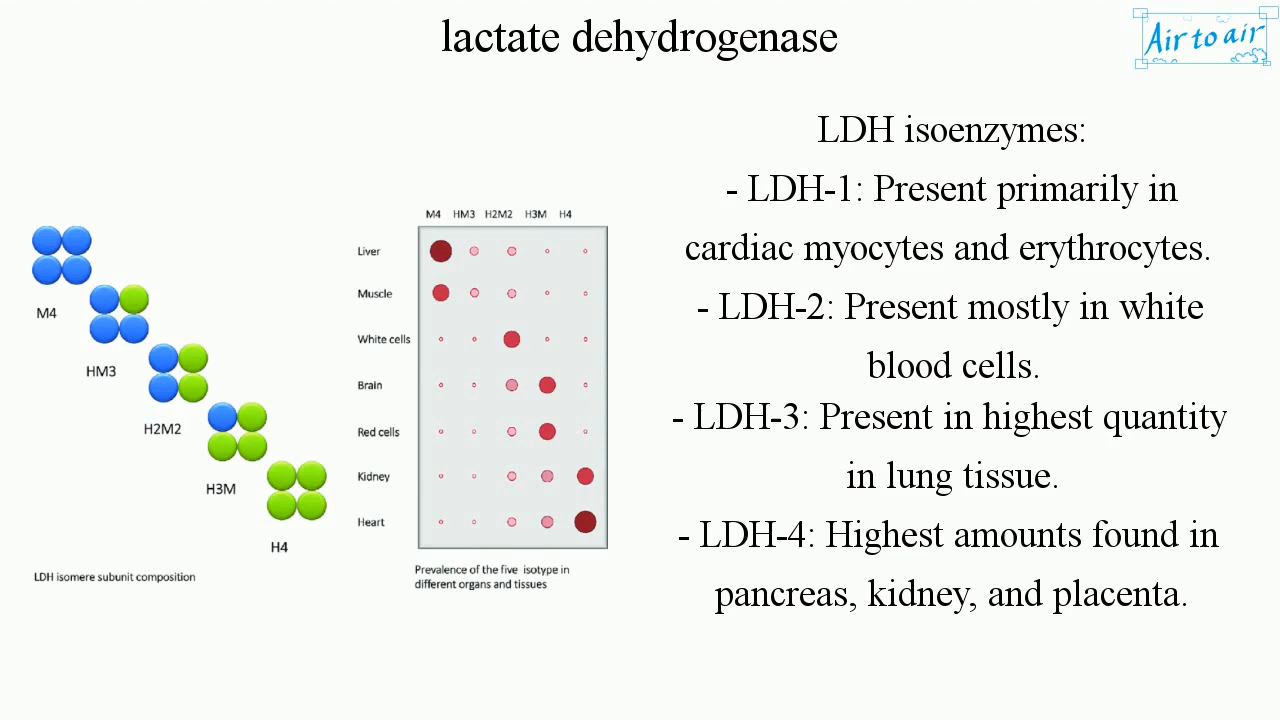 lactate dehydrogenase
Air to air
LDH isoenzymes:
- LDH-1: Present primarily in
cardiac myocytes and erythrocytes.
- LDH-2: Present mostly in white
blood cells.
- LDH-3: Present in highest quantity
in lung tissue.
- LDH-4: Highest amounts found in
pancreas, kidney, and placenta.
M4
HM3
H2M2
H3M
H4
LDH isomere subunit composition
M4 HM3 H2M2 H3M H4
Liver
Muscle
White cells
Brain
Red cells
Kidney
Heart
Prevalence of the five isotype in
different organs and tissues